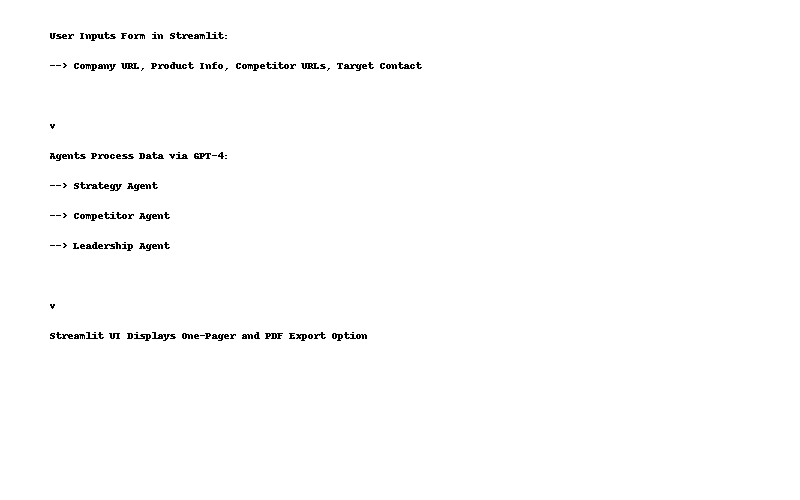 User Inputs Form in Streamlit:
--> Company URL, Product Info, Competitor URLs, Target Contact
v
Agents Process Data via GPT-4:
--> Strategy Agent
--> Competitor Agent
--> Leadership Agent
v
Streamlit UI Displays One-Pager and PDF Export Option